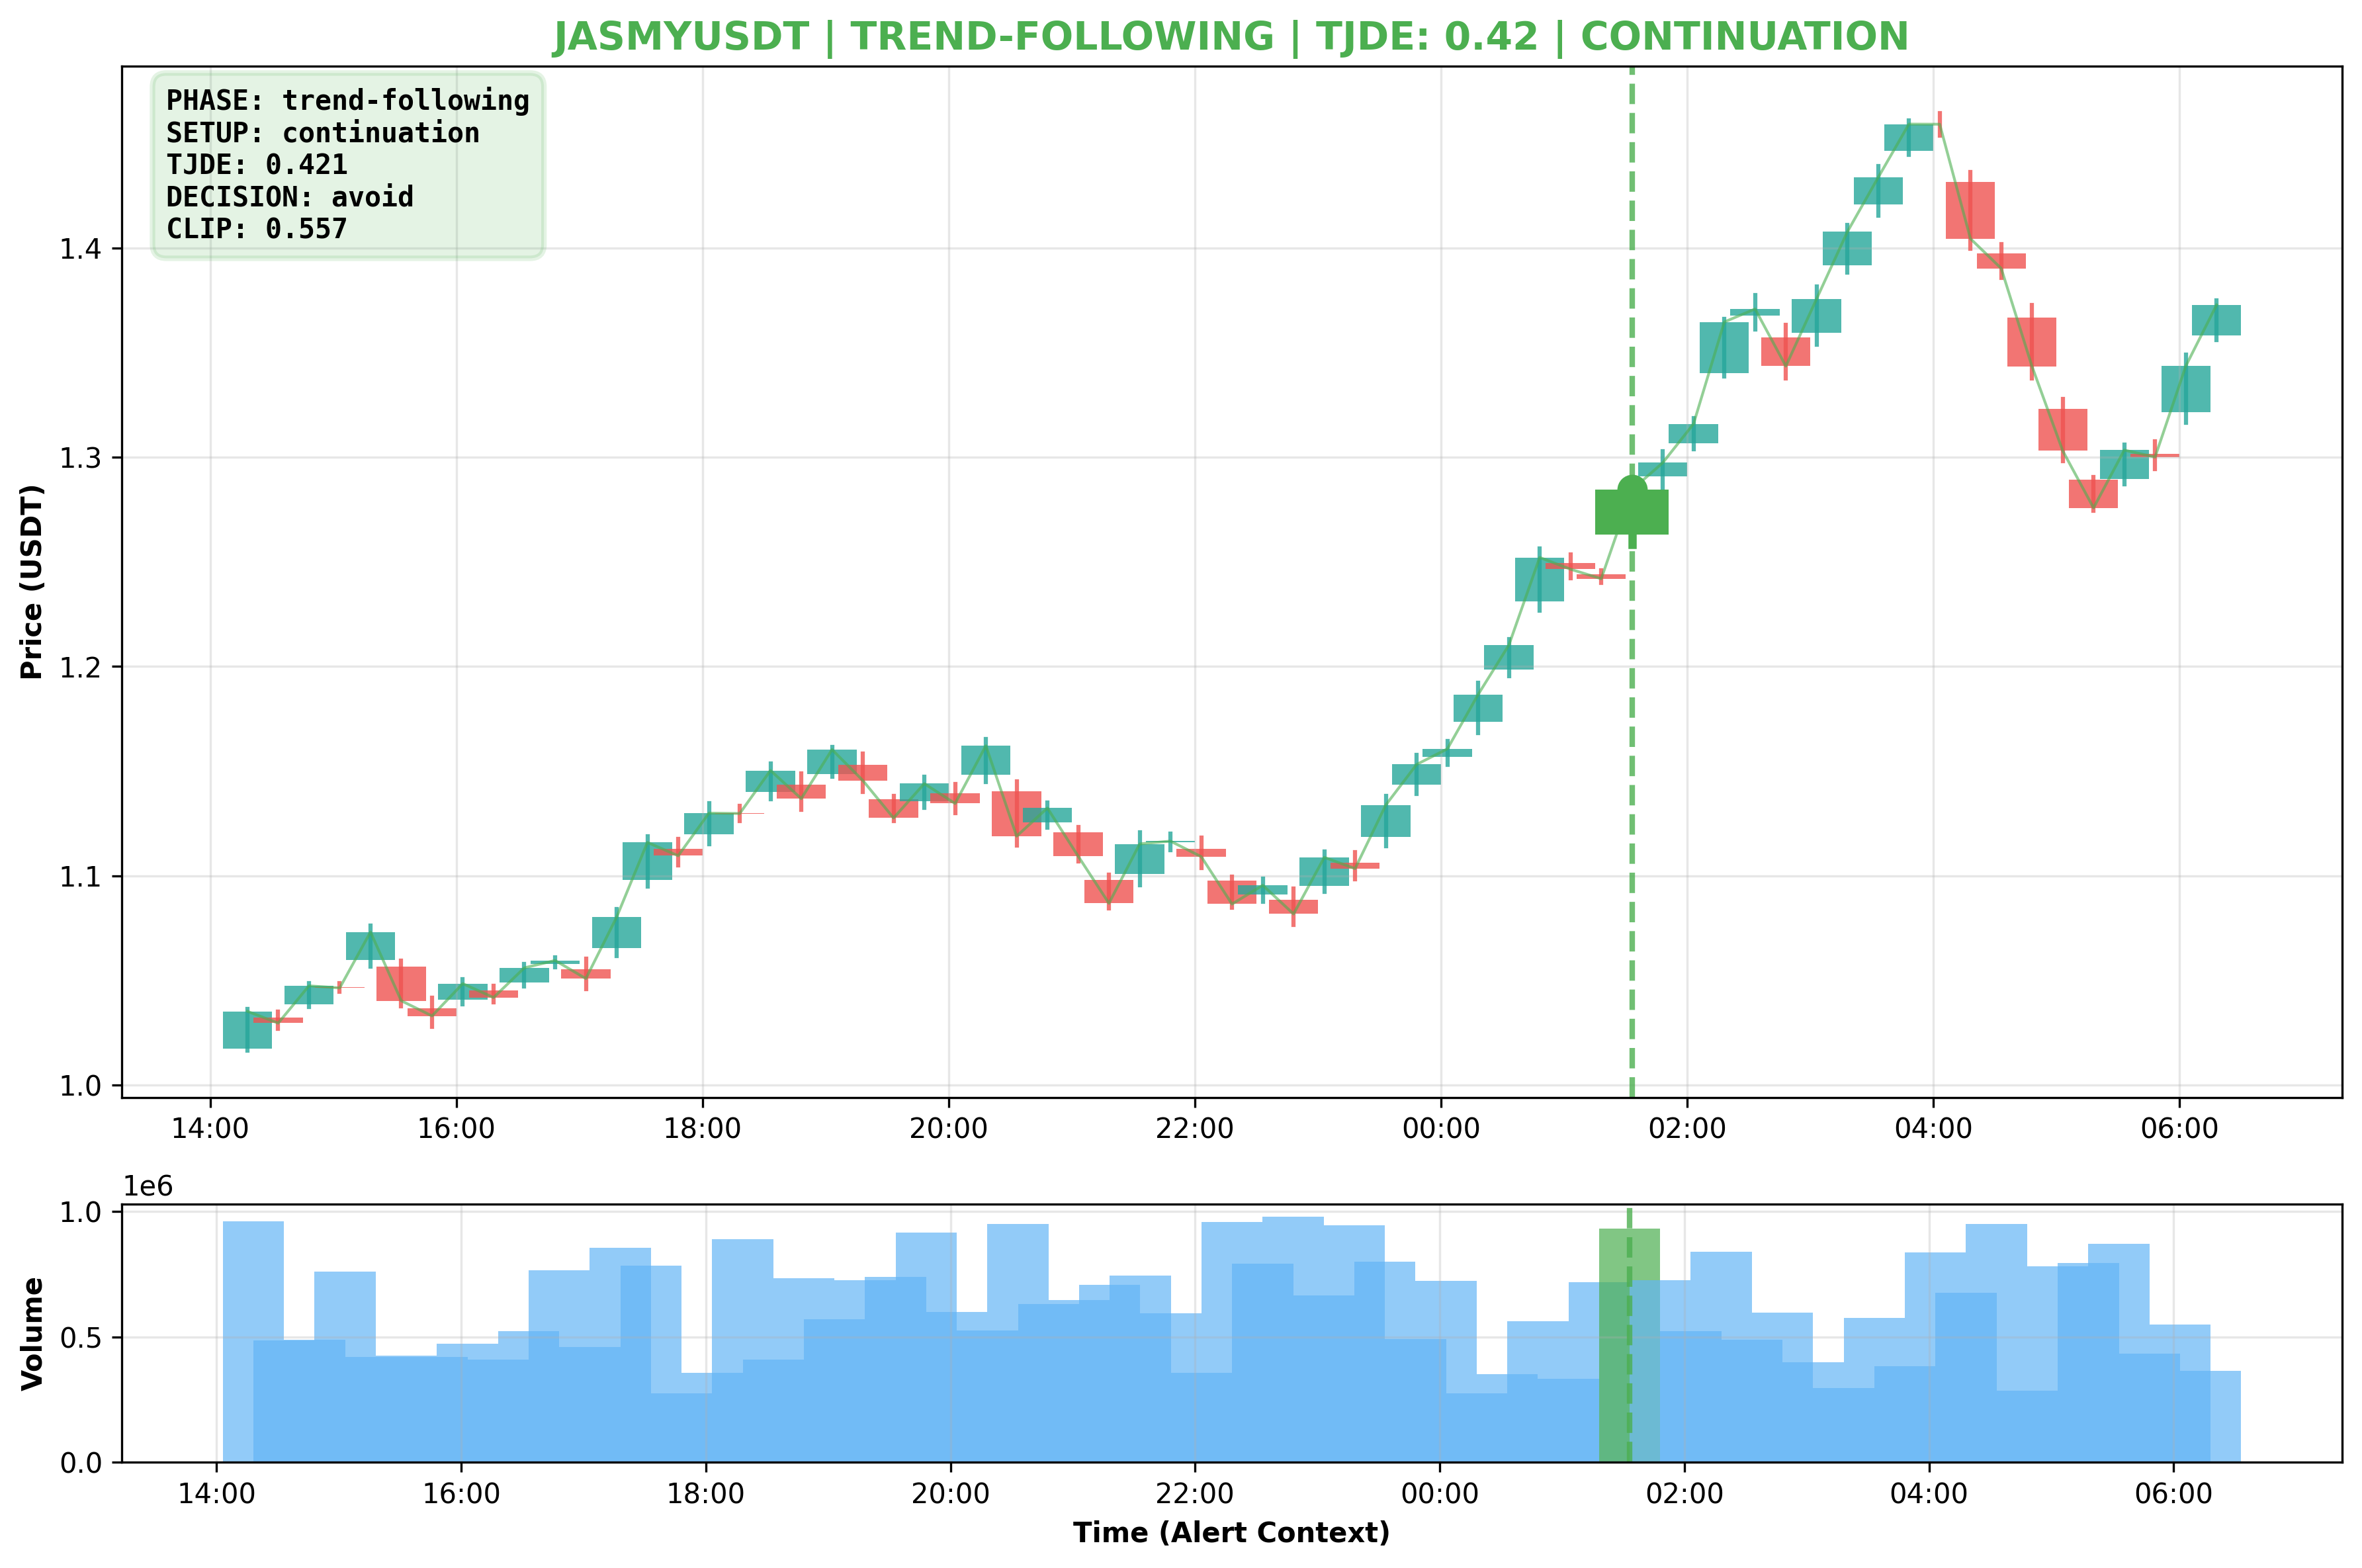 JASMYUSDT | TREND-FOLLOWING | TJDE: 0.42 | CONTINUATION
PHASE: trend-following
SETUP: continuation
TJDE: 0.421
DECISION: avoid
CLIP: 0.557
Price (USDT)
1.4
1.3
1.2
1.1
1.0
14:00 16:00 18:00 20:00 22:00 00:00 02:00 04:00 06:00
1e6
Volume
1.0
0.5
0.0
14:00 16:00 18:00 20:00 22:00 00:00 02:00 04:00 06:00
Time (Alert Context)